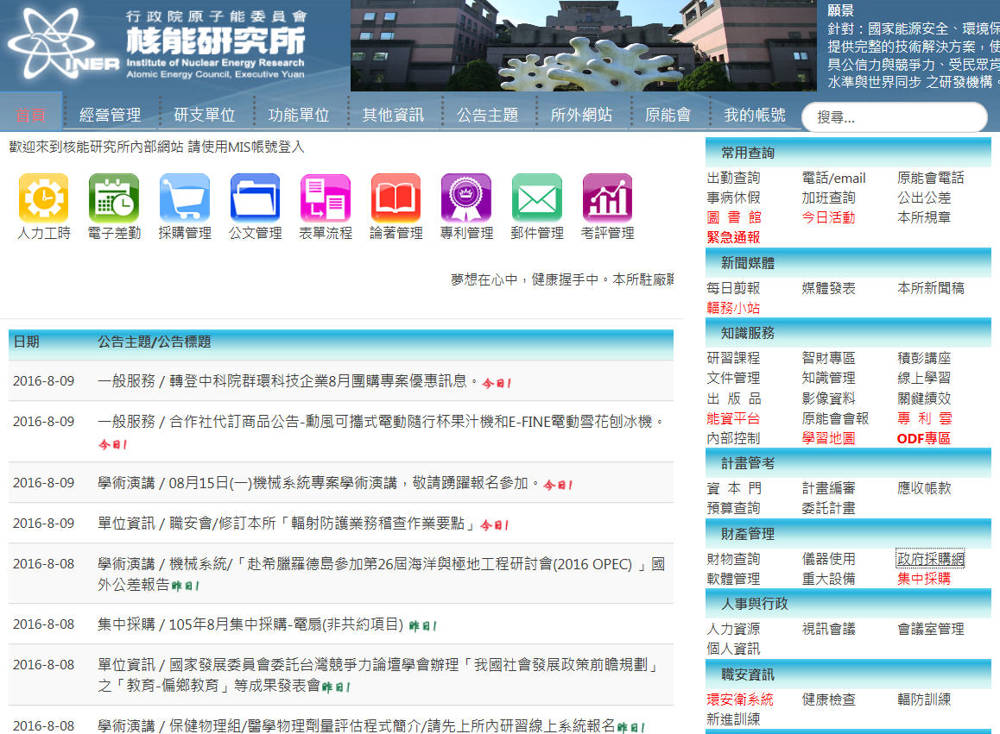 行政院原子能委員會
核能研究所
INER
Institute of Nuclear Energy Research
Atomic Energy Council, Executive Yuan
願景
針對：國家能源安全、環境保
提供完整的技術解決方案，使
具公信力與競爭力、受民眾肯
水準與世界同步 之研發機構。
首頁 經營管理 研支單位 功能單位 其他資訊 公告主題 所外網站 原能會 我的帳號 搜尋...
歡迎來到核能研究所內部網站 請使用MIS帳號登入
人力工時 電子差勤 採購管理 公文管理 表單流程 論著管理 專利管理 郵件管理 考評管理
夢想在心中，健康握手中。本所駐廠職
日期 公告主題/公告標題
2016-8-09 一般服務 / 轉登中科院群環科技企業8月團購專案優惠訊息。今日!
2016-8-09 一般服務 / 合作社代訂商品公告-勳風可攜式電動隨行杯果汁機和E-FINE電動雪花刨冰機。
今日!
2016-8-09 學術演講 / 08月15日(一)機械系統專案學術演講，敬請踴躍報名參加。今日!
2016-8-09 單位資訊 / 職安會/修訂本所「輻射防護業務稽查作業要點」今日!
2016-8-08 學術演講 / 機械系統/「赴希臘羅德島參加第26屆海洋與極地工程研討會(2016 OPEC) 」國
外公差報告昨日!
2016-8-08 集中採購 / 105年8月集中採購-電扇(非共約項目) 昨日!
2016-8-08 單位資訊 / 國家發展委員會委託台灣競爭力論壇學會辦理「我國社會發展政策前瞻規劃」
之「教育-偏鄉教育」等成果發表會昨日!
2016-8-08 學術演講 / 保健物理組/醫學物理劑量評估程式簡介/請先上所內研習線上系統報名昨日!
常用查詢
出勤查詢 電話/email 原能會電話
事病休假 加班查詢 公出公差
圖 書 館 今日活動 本所規章
緊急通報
新聞媒體
每日剪報 媒體發表 本所新聞稿
輻務小站
知識服務
研習課程 智財專區 積彭講座
文件管理 知識管理 線上學習
出 版 品 影像資料 關鍵績效
能資平台 原能會會報 專 利 雲
內部控制 學習地圖 ODF專區
計畫管考
資 本 門 計畫編審 應收帳款
預算查詢 委託計畫
財產管理
財物查詢 儀器使用 政府採購網
軟體管理 重大設備 集中採購
人事與行政
人力資源 視訊會議 會議室管理
個人資訊
職安資訊
環安衛系統 健康檢查 輻防訓練
新進訓練